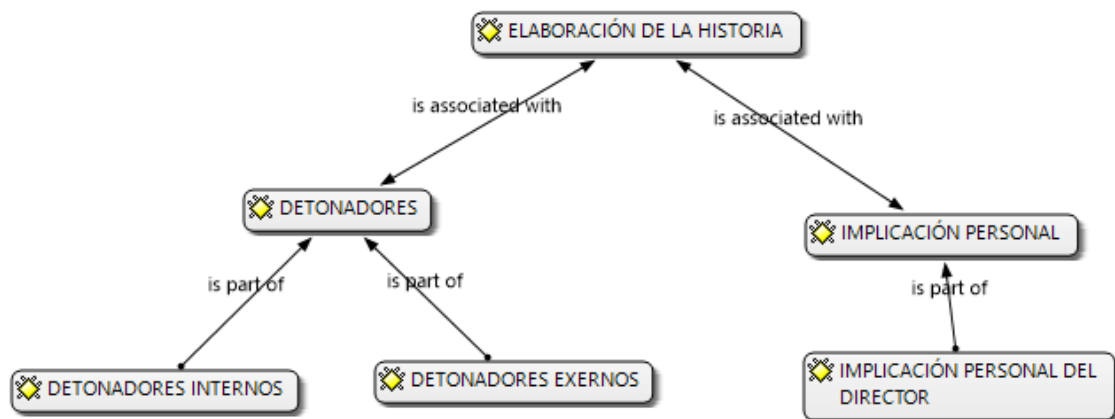 ELABORACIÓN DE LA HISTORIA
is associated with
is associated with
DETONADORES
IMPLICACIÓN PERSONAL
is part of
is part of
is part of
DETONADORES INTERNOS
DETONADORES EXERNOS
IMPLICACIÓN PERSONAL DEL
DIRECTOR